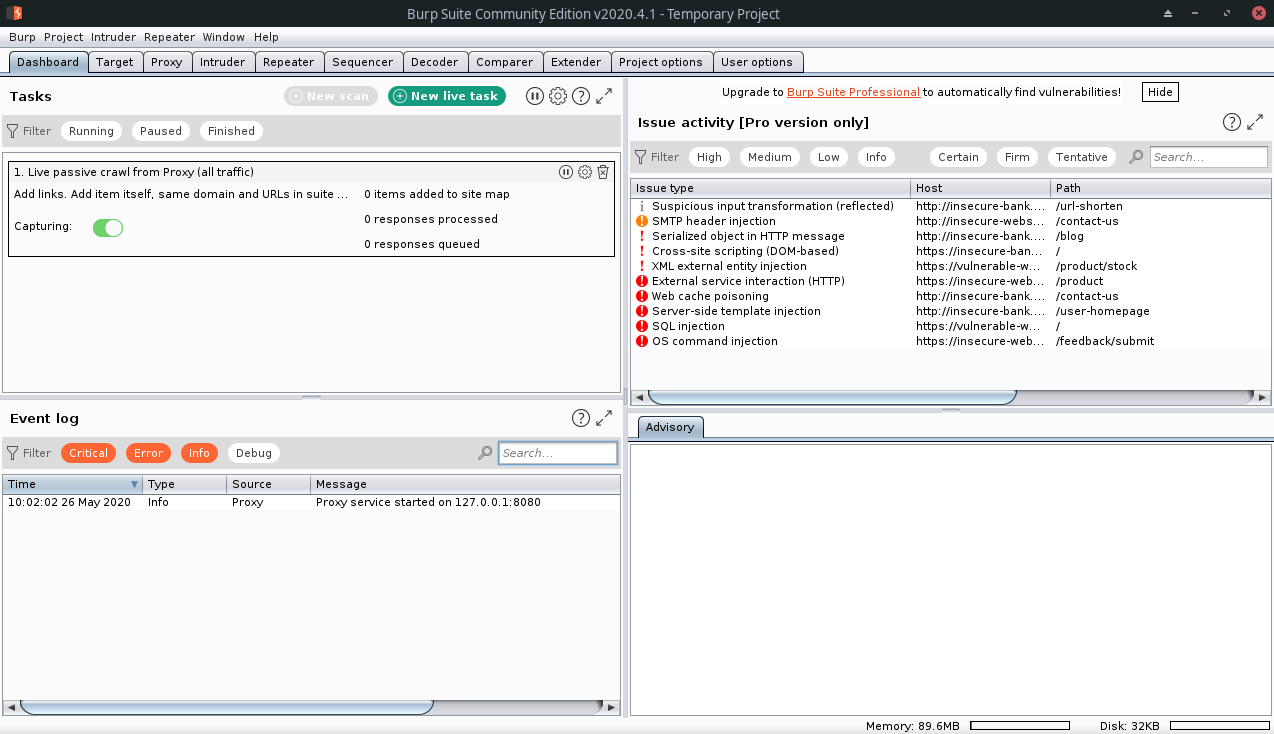 Burp Suite Community Edition v2020.4.1 - Temporary Project
Burp Project Intruder Repeater Window Help
Dashboard Target Proxy Intruder Repeater Sequencer Decoder Comparer Extender Project options User options
Tasks
New scan
New live task
Filter Running Paused Finished
1. Live passive crawl from Proxy (all traffic)
Add links. Add item itself, same domain and URLs in suite ...
0 items added to site map
Capturing:
0 responses processed
0 responses queued
Event log
Filter Critical Error Info Debug Search...
Time Type Source Message
10:02:02 26 May 2020 Info Proxy Proxy service started on 127.0.0.1:8080
Upgrade to Burp Suite Professional to automatically find vulnerabilities! Hide
Issue activity [Pro version only]
Filter High Medium Low Info Certain Firm Tentative Search...
Issue type Host Path
Suspicious input transformation (reflected) http://insecure-bank.... /url-shorten
SMTP header injection http://insecure-webs... /contact-us
Serialized object in HTTP message http://insecure-bank.... /blog
Cross-site scripting (DOM-based) https://insecure-ban... /
XML external entity injection https://vulnerable-w... /product/stock
External service interaction (HTTP) https://insecure-web... /product
Web cache poisoning http://insecure-bank.... /contact-us
Server-side template injection http://insecure-bank.... /user-homepage
SQL injection https://vulnerable-w... /
OS command injection https://insecure-web... /feedback/submit
Advisory
Memory: 89.6MB Disk: 32KB